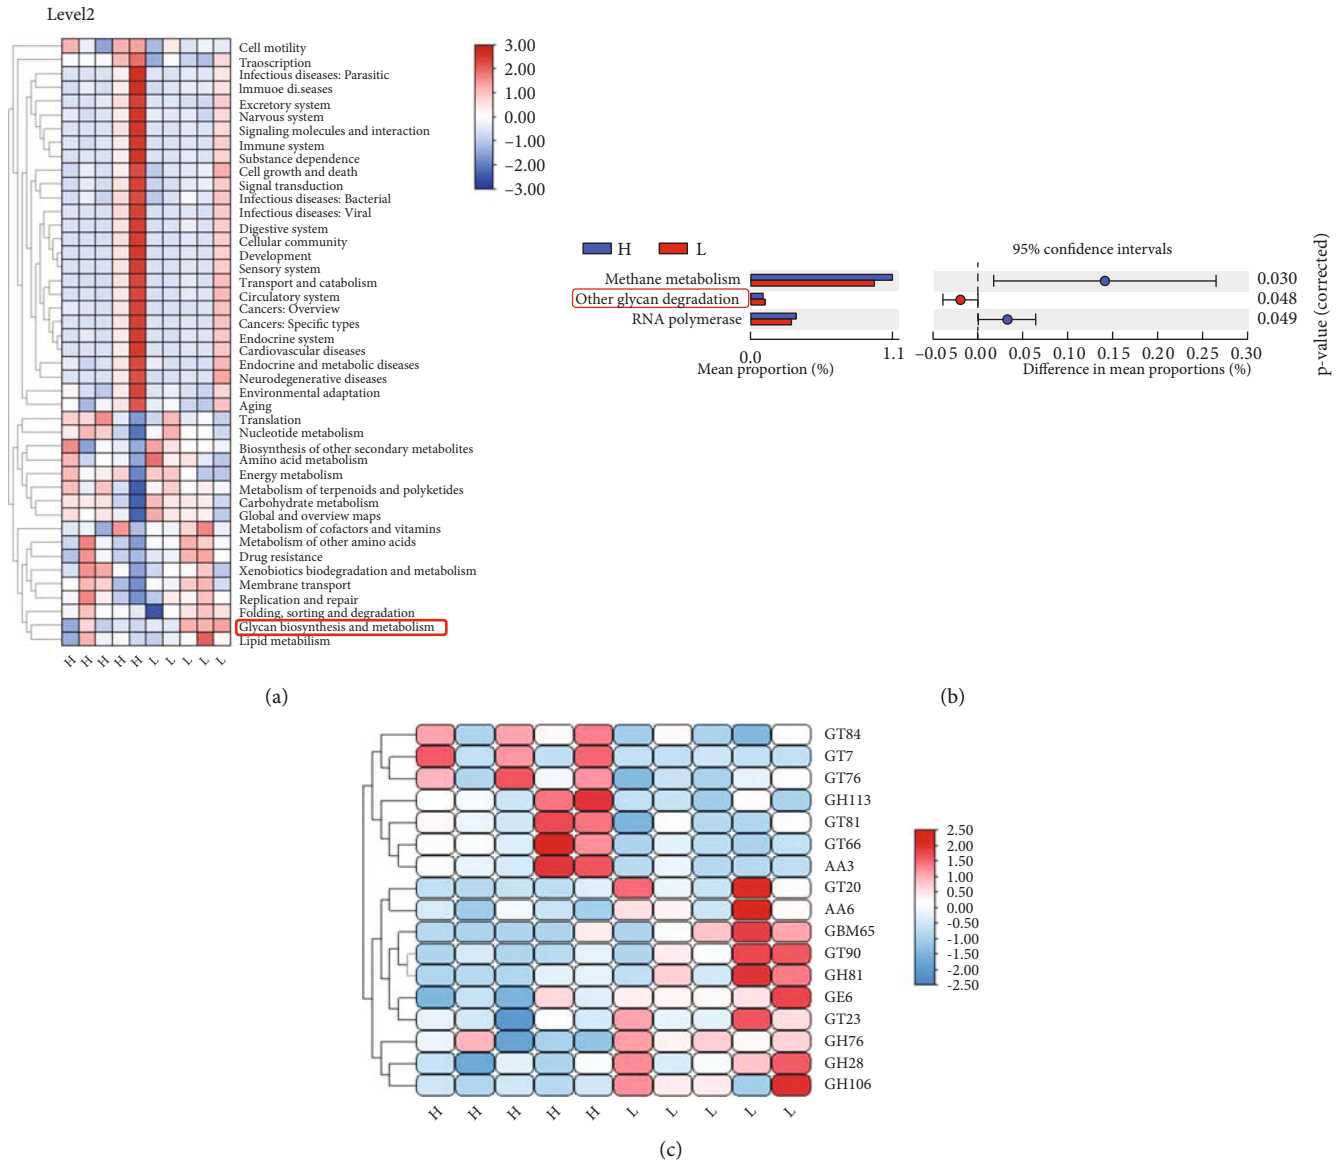 Level2
Cell motility
Traoscription
Infectious diseases: Parasitic
Immuoe di.seases
Excretory system
Narvous system
Signaling molecules and interaction
Immune system
Substance dependence
Cell growth and death
Signal transduction
Infectious diseases: Bacterial
Infectious diseases: Viral
Digestive system
Cellular community
Development
Sensory system
Transport and catabolism
Circulatory system
Cancers: Overview
Cancers: Specific types
Endocrine system
Cardiovascular diseases
Endocrine and metabolic diseases
Neurodegenerative diseases
Environmental adaptation
Aging
Translation
Nucleotide metabolism
Biosynthesis of other secondary metabolites
Amino acid metabolism
Energy metabolism
Metabolism of terpenoids and polyketides
Carbohydrate metabolism
Global and overview maps
Metabolism of cofactors and vitamins
Metabolism of other amino acids
Drug resistance
Xenobiotics biodegradation and metabolism
Membrane transport
Replication and repair
Folding, sorting and degradation
Glycan biosynthesis and metabolism
Lipid metabilism
H H H H H L L L L L
3.00
2.00
1.00
0.00
−1.00
−2.00
−3.00
(a)
H L
95% confidence intervals
Methane metabolism 0.030
Other glycan degradation 0.048
RNA polymerase 0.049
0.0 1.1
Mean proportion (%)
−0.05 0.00 0.05 0.10 0.15 0.20 0.25 0.30
Difference in mean proportions (%)
p-value (corrected)
(b)
GT84
GT7
GT76
GH113
GT81
GT66
AA3
GT20
AA6
GBM65
GT90
GH81
GE6
GT23
GH76
GH28
GH106
H H H H H L L L L L
2.50
2.00
1.50
1.00
0.50
0.00
-0.50
-1.00
-1.50
-2.00
-2.50
(c)